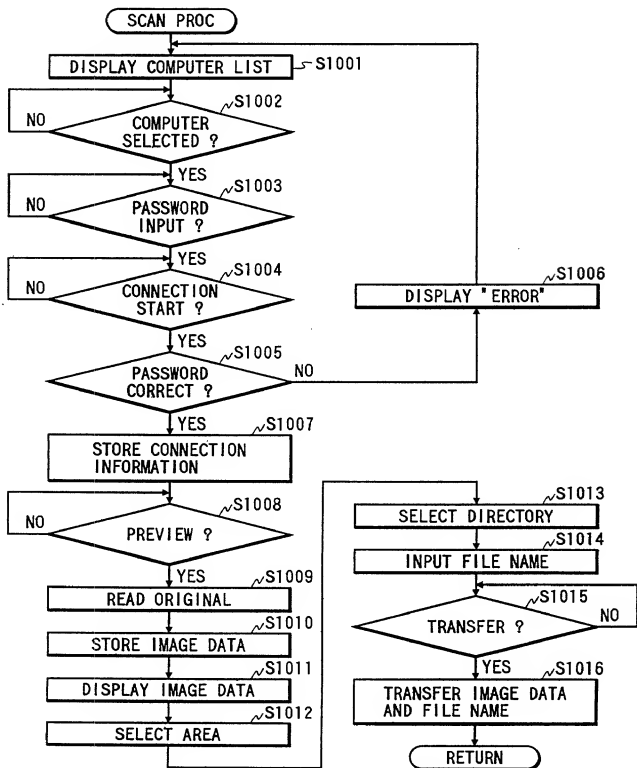 SCAN PROC
DISPLAY COMPUTER LIST
S1001
S1002
COMPUTER
SELECTED ?
NO
YES
S1003
PASSWORD
INPUT ?
NO
YES
S1004
CONNECTION
START ?
NO
YES
S1005
PASSWORD
CORRECT ?
NO
S1006
DISPLAY "ERROR"
YES
S1007
STORE CONNECTION
INFORMATION
S1008
PREVIEW ?
NO
YES
S1009
READ ORIGINAL
S1010
STORE IMAGE DATA
S1011
DISPLAY IMAGE DATA
S1012
SELECT AREA
S1013
SELECT DIRECTORY
S1014
INPUT FILE NAME
S1015
TRANSFER ?
NO
YES
S1016
TRANSFER IMAGE DATA
AND FILE NAME
RETURN